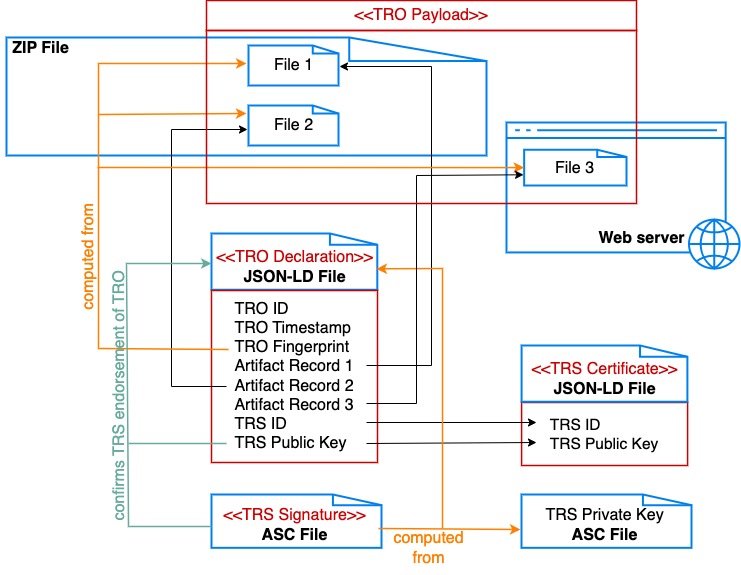 <<TRO Payload>>
ZIP File
File 1
File 2
File 3
Web server
computed from
confirms TRS endorsement of TRO
<<TRO Declaration>>
JSON-LD File
TRO ID
TRO Timestamp
TRO Fingerprint
Artifact Record 1
Artifact Record 2
Artifact Record 3
TRS ID
TRS Public Key
<<TRS Certificate>>
JSON-LD File
TRS ID
TRS Public Key
<<TRS Signature>>
ASC File
computed
from
TRS Private Key
ASC File